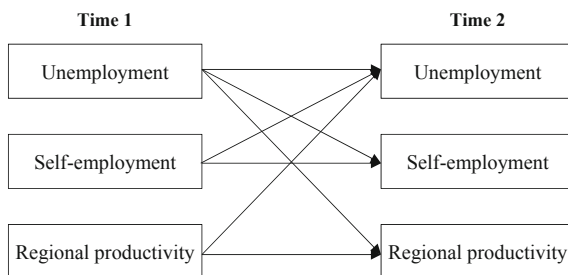 Time 1 Time 2
Unemployment Unemployment
Self-employment Self-employment
Regional productivity Regional productivity